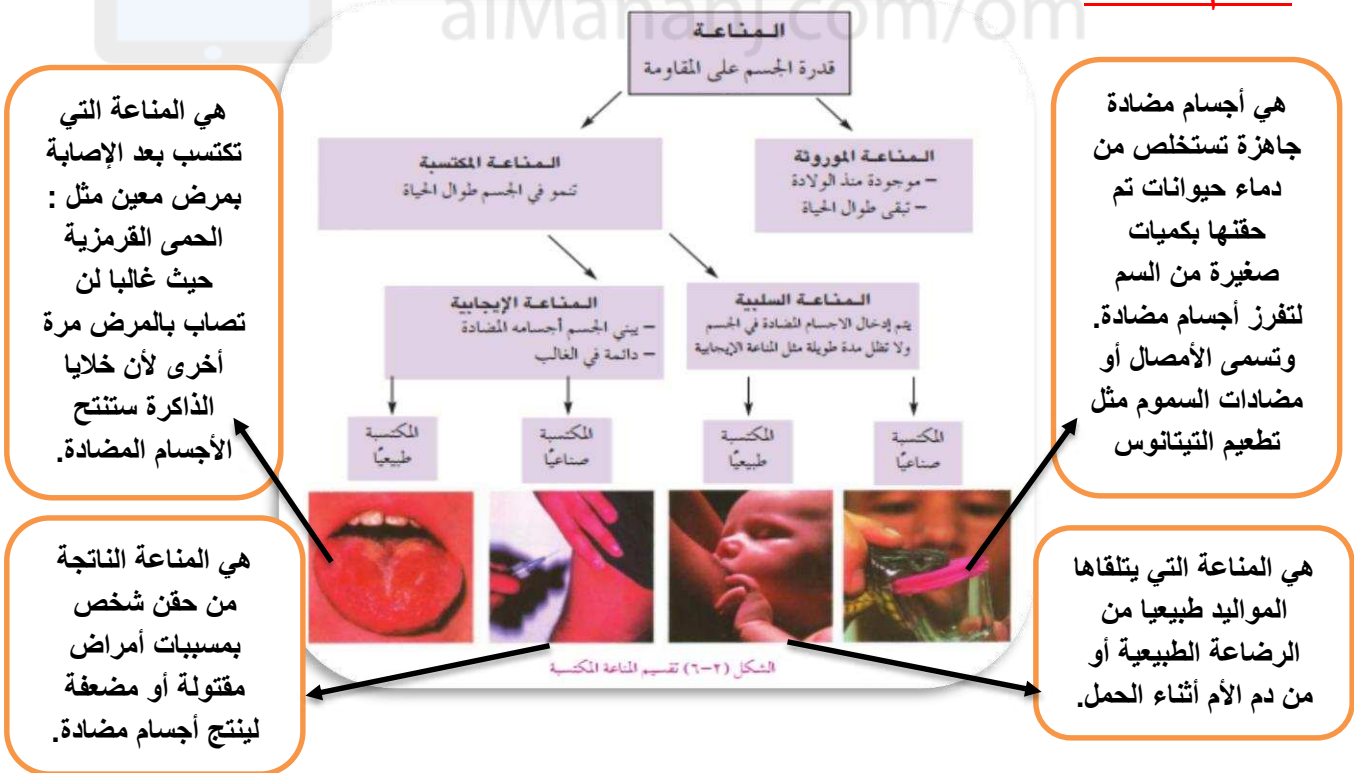 almanahj.com/om
المناعة
قدرة الجسم على المقاومة
المناعة الموروثة
– موجودة منذ الولادة
– تبقى طوال الحياة
المناعة المكتسبة
تنمو في الجسم طوال الحياة
المناعة السلبية
يتم إدخال الاجسام المضادة في الجسم
ولا تظل مدة طويلة مثل المناعة الإيجابية
المناعة الإيجابية
– يبني الجسم أجسامه المضادة
– دائمة في الغالب
المكتسبة
صناعيًا
المكتسبة
طبيعيًا
المكتسبة
صناعيًا
المكتسبة
طبيعيًا
الشكل (٢–٦) تقسيم المناعة المكتسبة
هي أجسام مضادة
جاهزة تستخلص من
دماء حيوانات تم
حقنها بكميات
صغيرة من السم
لتفرز أجسام مضادة.
وتسمى الأمصال أو
مضادات السموم مثل
تطعيم التيتانوس
هي المناعة التي يتلقاها
المواليد طبيعيا من
الرضاعة الطبيعية أو
من دم الأم أثناء الحمل.
هي المناعة التي
تكتسب بعد الإصابة
بمرض معين مثل :
الحمى القرمزية
حيث غالبا لن
تصاب بالمرض مرة
أخرى لأن خلايا
الذاكرة ستنتح
الأجسام المضادة.
هي المناعة الناتجة
من حقن شخص
بمسببات أمراض
مقتولة أو مضعفة
لينتج أجسام مضادة.